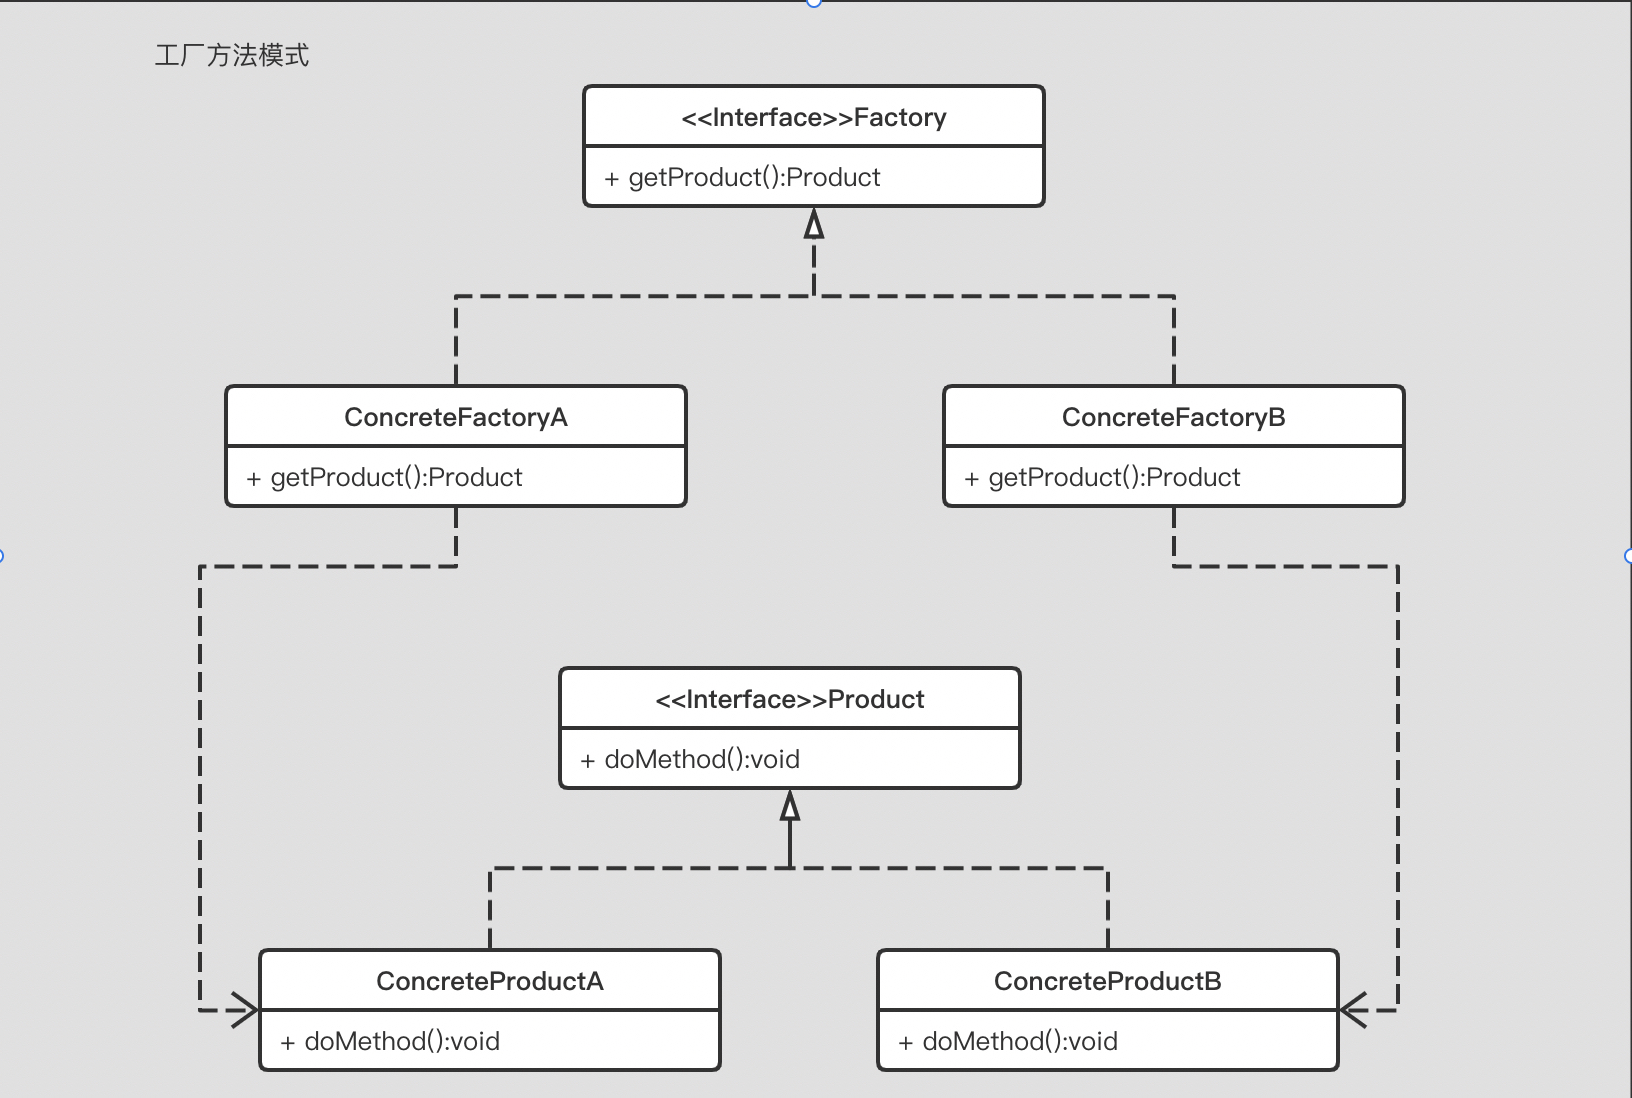 工厂方法模式
<<Interface>>Factory
+ getProduct():Product
ConcreteFactoryA
+ getProduct():Product
ConcreteFactoryB
+ getProduct():Product
<<Interface>>Product
+ doMethod():void
ConcreteProductA
+ doMethod():void
ConcreteProductB
+ doMethod():void